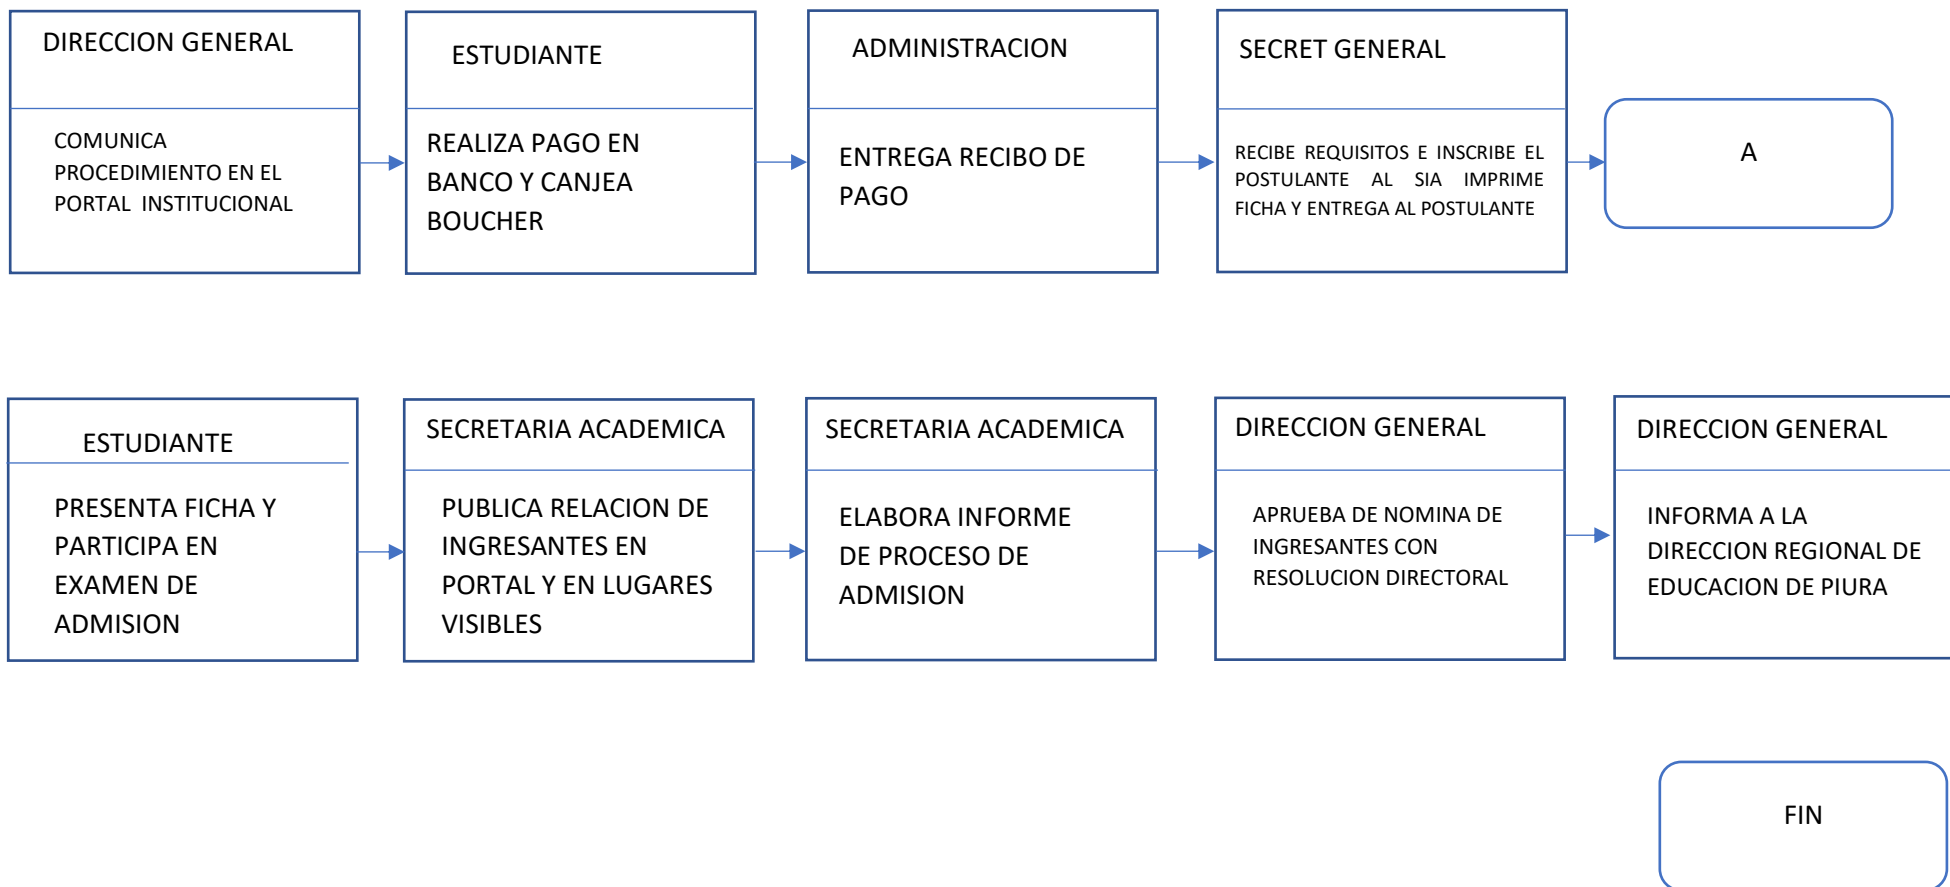 DIRECCION GENERAL
COMUNICA
PROCEDIMIENTO EN EL
PORTAL INSTITUCIONAL
ESTUDIANTE
REALIZA PAGO EN
BANCO Y CANJEA
BOUCHER
ADMINISTRACION
ENTREGA RECIBO DE
PAGO
SECRET GENERAL
RECIBE REQUISITOS E INSCRIBE EL
POSTULANTE AL SIA IMPRIME
FICHA Y ENTREGA AL POSTULANTE
A
ESTUDIANTE
PRESENTA FICHA Y
PARTICIPA EN
EXAMEN DE
ADMISION
SECRETARIA ACADEMICA
PUBLICA RELACION DE
INGRESANTES EN
PORTAL Y EN LUGARES
VISIBLES
SECRETARIA ACADEMICA
ELABORA INFORME
DE PROCESO DE
ADMISION
DIRECCION GENERAL
APRUEBA DE NOMINA DE
INGRESANTES CON
RESOLUCION DIRECTORAL
DIRECCION GENERAL
INFORMA A LA
DIRECCION REGIONAL DE
EDUCACION DE PIURA
FIN